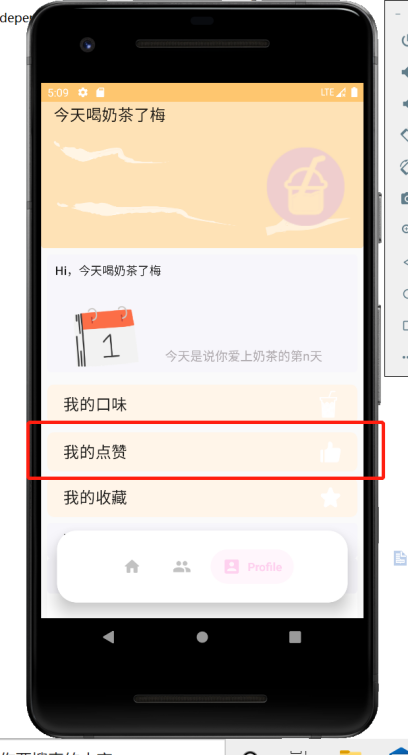 deper
5:09
LTE
今天喝奶茶了梅
Hi，今天喝奶茶了梅
1
今天是说你爱上奶茶的第n天
我的口味
我的点赞
我的收藏
Profile